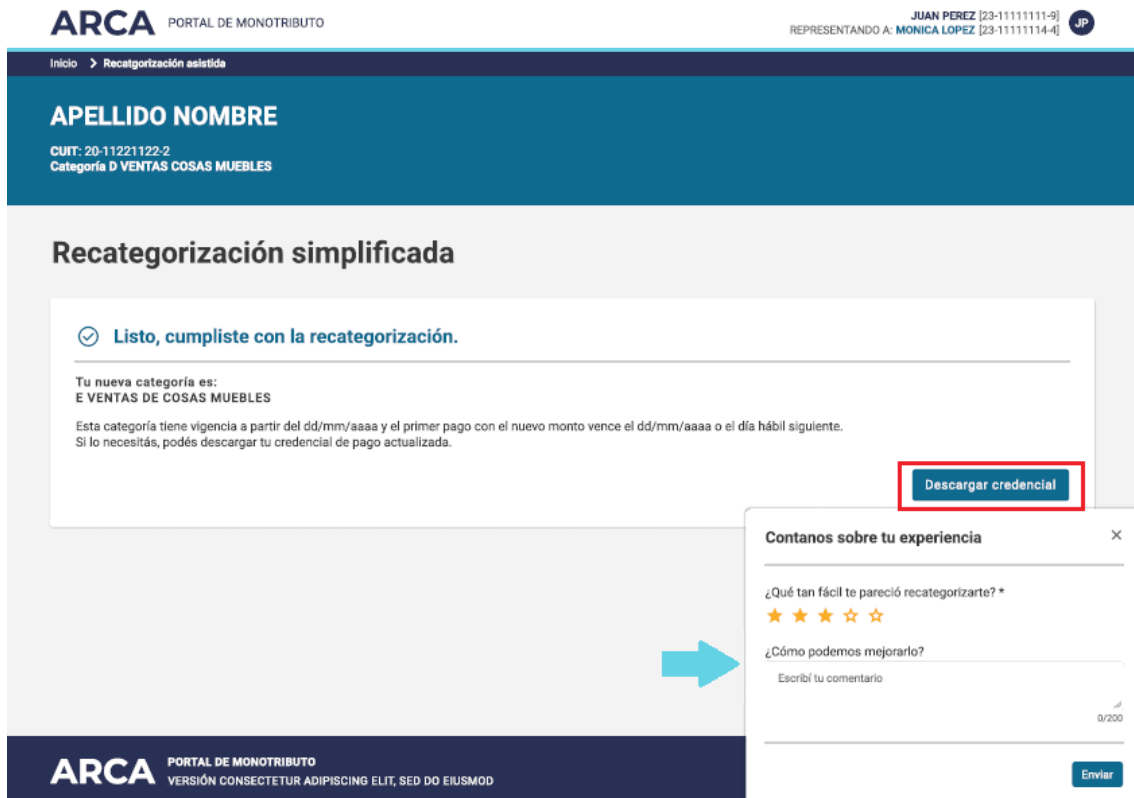 ARCA PORTAL DE MONOTRIBUTO
JUAN PEREZ [23-11111111-9]
REPRESENTANDO A: MONICA LOPEZ [23-11111114-4]
JP
Inicio > Recatgorización asistida
APELLIDO NOMBRE
CUIT: 20-11221122-2
Categoría D VENTAS COSAS MUEBLES
Recategorización simplificada
Listo, cumpliste con la recategorización.
Tu nueva categoría es:
E VENTAS DE COSAS MUEBLES
Esta categoría tiene vigencia a partir del dd/mm/aaaa y el primer pago con el nuevo monto vence el dd/mm/aaaa o el día hábil siguiente.
Si lo necesitás, podés descargar tu credencial de pago actualizada.
Descargar credencial
Contanos sobre tu experiencia
¿Qué tan fácil te pareció recategorizarte? *
¿Cómo podemos mejorarlo?
Escribí tu comentario
0/200
Enviar
ARCA PORTAL DE MONOTRIBUTO
VERSIÓN CONSECTETUR ADIPISCING ELIT, SED DO EIUSMOD